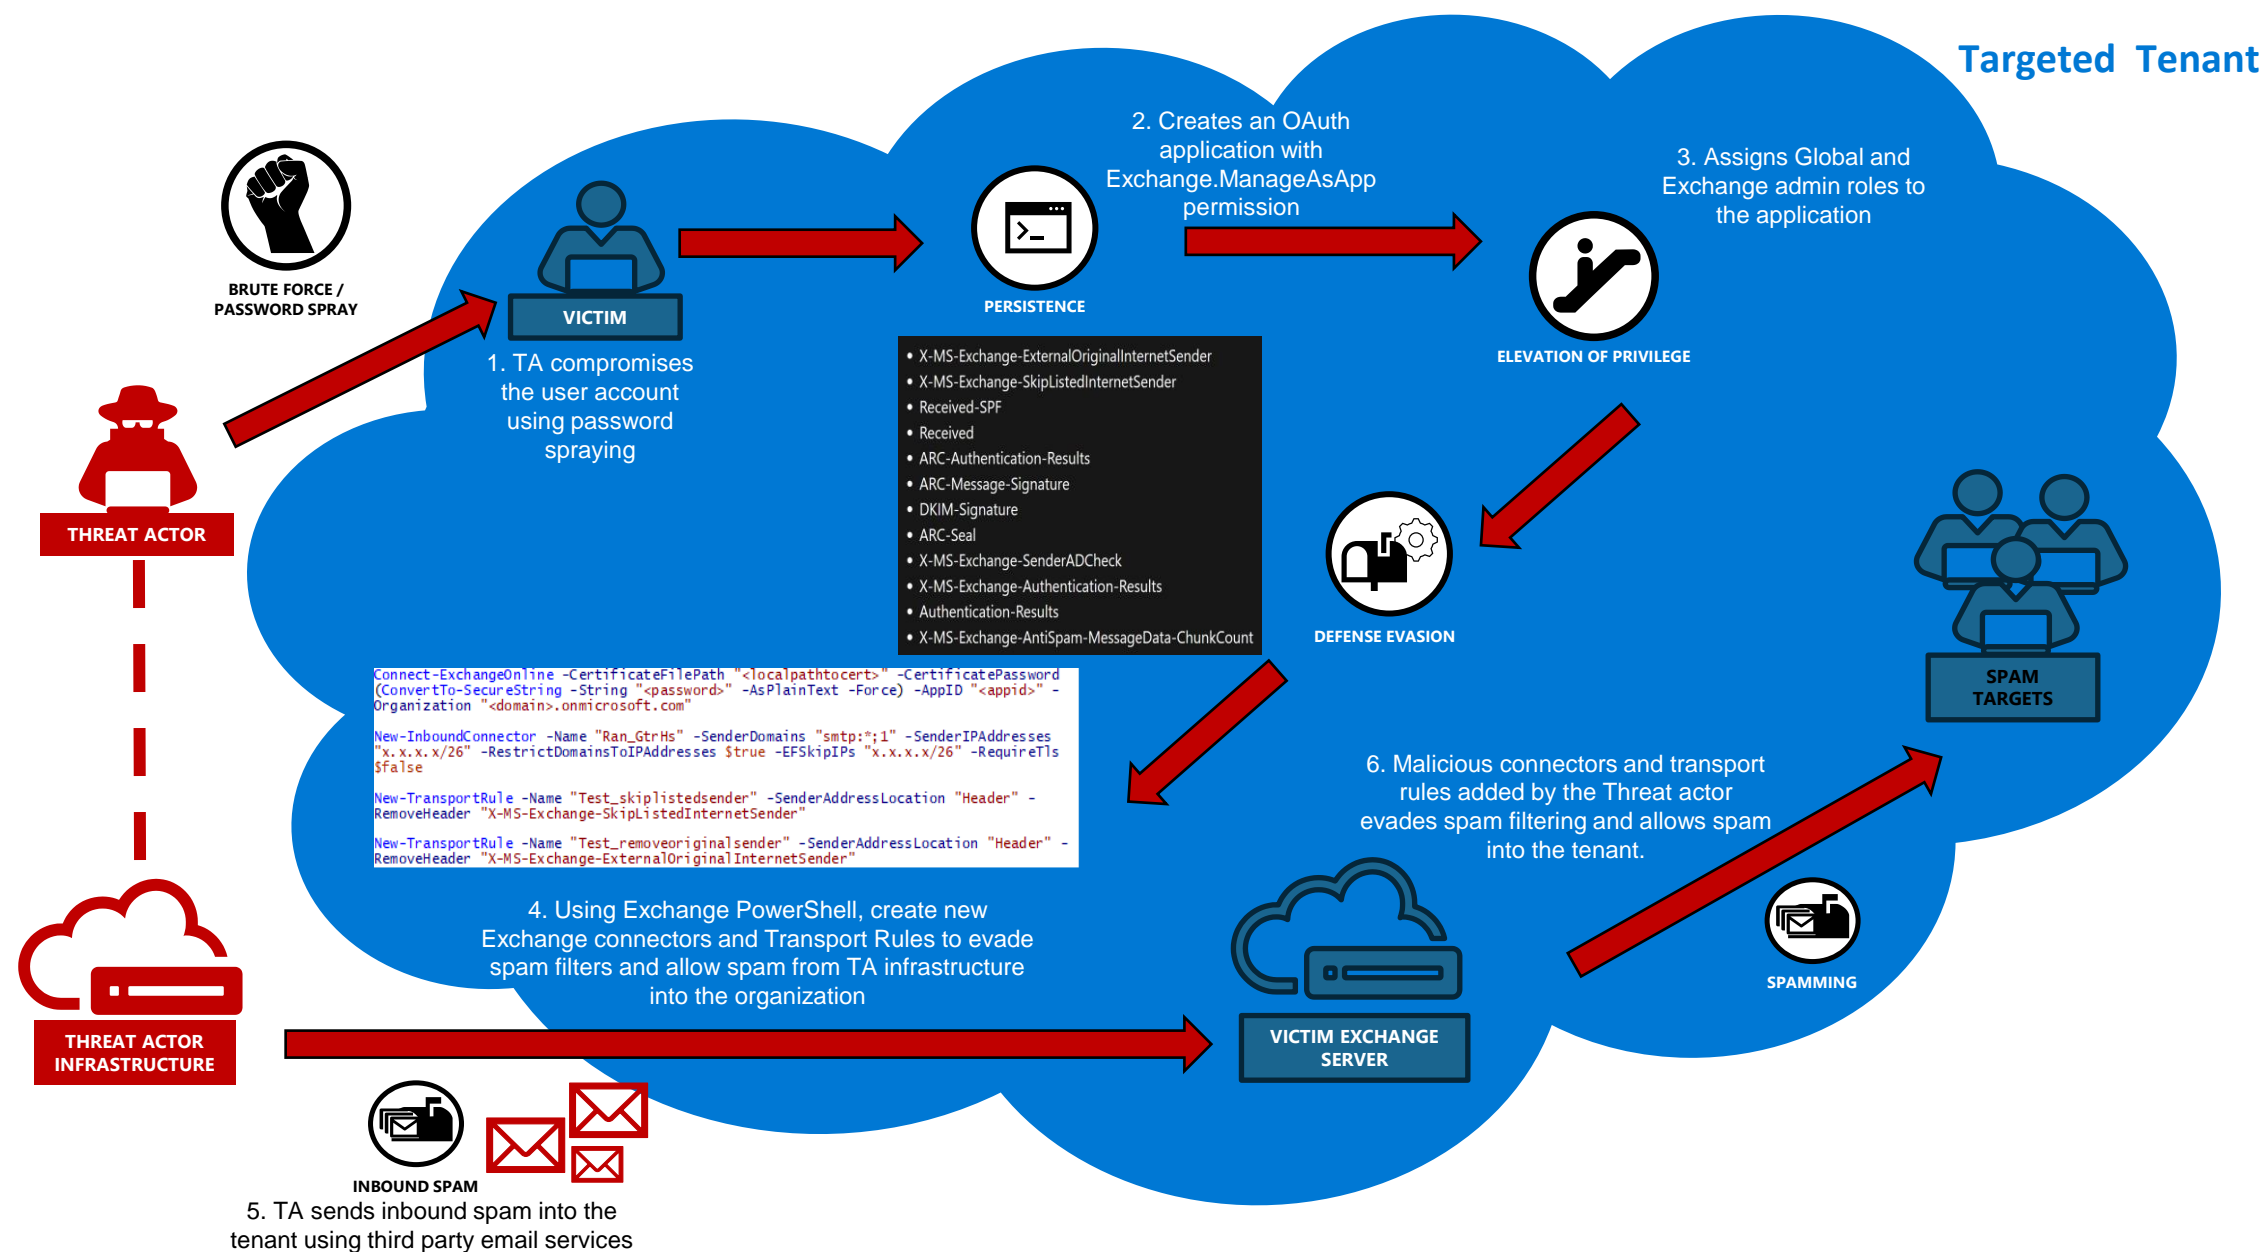 Targeted Tenant
BRUTE FORCE /
PASSWORD SPRAY
VICTIM
1. TA compromises
the user account
using password
spraying
PERSISTENCE
2. Creates an OAuth
application with
Exchange.ManageAsApp
permission
3. Assigns Global and
Exchange admin roles to
the application
ELEVATION OF PRIVILEGE
THREAT ACTOR
• X-MS-Exchange-ExternalOriginalInternetSender
• X-MS-Exchange-SkipListedInternetSender
• Received-SPF
• Received
• ARC-Authentication-Results
• ARC-Message-Signature
• DKIM-Signature
• ARC-Seal
• X-MS-Exchange-SenderADCheck
• X-MS-Exchange-Authentication-Results
• Authentication-Results
• X-MS-Exchange-AntiSpam-MessageData-ChunkCount
DEFENSE EVASION
Connect-ExchangeOnline -CertificateFilePath "<localpathtocert>" -CertificatePassword
(ConvertTo-SecureString -String "<password>" -AsPlainText -Force) -AppID "<appid>" -
Organization "<domain>.onmicrosoft.com"
New-InboundConnector -Name "Ran_GtrHs" -SenderDomains "smtp:*;1" -SenderIPAddresses
"x.x.x.x/26" -RestrictDomainsToIPAddresses $true -EFSkipIPs "x.x.x.x/26" -RequireTls
$false
New-TransportRule -Name "Test_skiplistedsender" -SenderAddressLocation "Header" -
RemoveHeader "X-MS-Exchange-SkipListedInternetSender"
New-TransportRule -Name "Test_removeoriginalsender" -SenderAddressLocation "Header" -
RemoveHeader "X-MS-Exchange-ExternalOriginalInternetSender"
4. Using Exchange PowerShell, create new
Exchange connectors and Transport Rules to evade
spam filters and allow spam from TA infrastructure
into the organization
SPAM
TARGETS
6. Malicious connectors and transport
rules added by the Threat actor
evades spam filtering and allows spam
into the tenant.
SPAMMING
THREAT ACTOR
INFRASTRUCTURE
VICTIM EXCHANGE
SERVER
INBOUND SPAM
5. TA sends inbound spam into the
tenant using third party email services